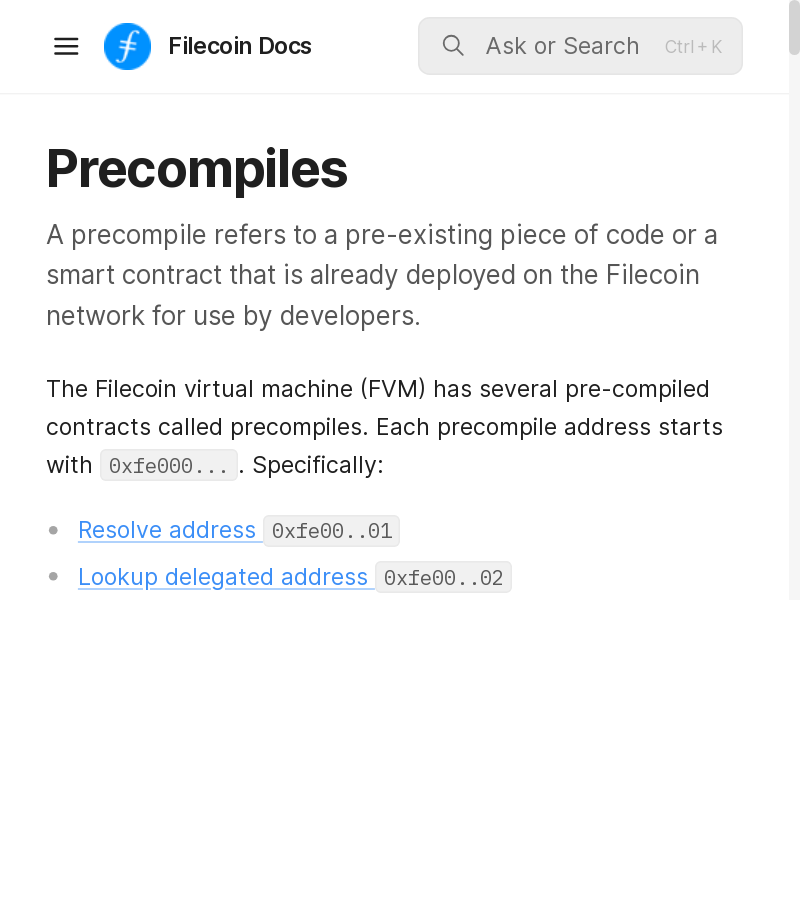 Filecoin Docs
Ask or Search
Ctrl + K
Precompiles
A precompile refers to a pre-existing piece of code or a
smart contract that is already deployed on the Filecoin
network for use by developers.
The Filecoin virtual machine (FVM) has several pre-compiled
contracts called precompiles. Each precompile address starts
with 0xfe000... . Specifically:
Resolve address 0xfe00..01
Lookup delegated address 0xfe00..02